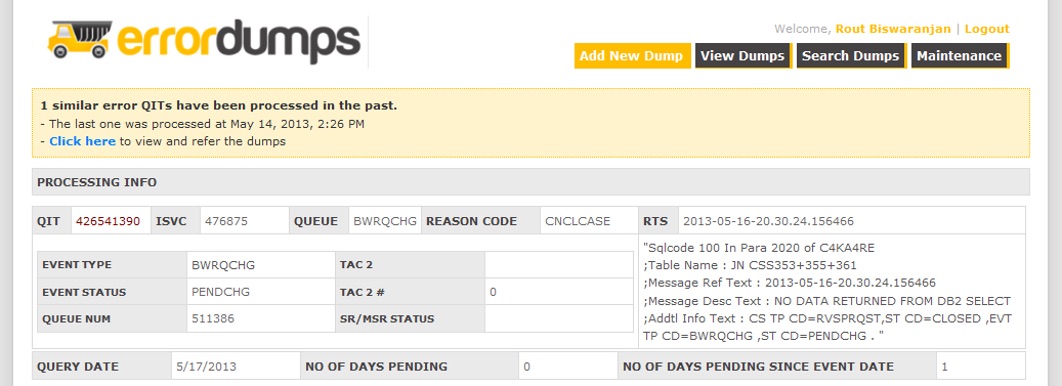 errordumps
Welcome, Rout Biswaranjan | Logout
Add New Dump View Dumps Search Dumps Maintenance
1 similar error QITs have been processed in the past.
- The last one was processed at May 14, 2013, 2:26 PM
- Click here to view and refer the dumps
PROCESSING INFO
QIT 426541390 ISVC 476875 QUEUE BWRQCHG REASON CODE CNCLCASE RTS 2013-05-16-20.30.24.156466
"Sqlcode 100 In Para 2020 of C4KA4RE
;Table Name : JN CSS353+355+361
;Message Ref Text : 2013-05-16-20.30.24.156466
;Message Desc Text : NO DATA RETURNED FROM DB2 SELECT
;Addtl Info Text : CS TP CD=RVSPRQST,ST CD=CLOSED ,EVT
TP CD=BWRQCHG ,ST CD=PENDCHG . "
EVENT TYPE BWRQCHG TAC 2
EVENT STATUS PENDCHG TAC 2 # 0
QUEUE NUM 511386 SR/MSR STATUS
QUERY DATE 5/17/2013 NO OF DAYS PENDING 0 NO OF DAYS PENDING SINCE EVENT DATE 1